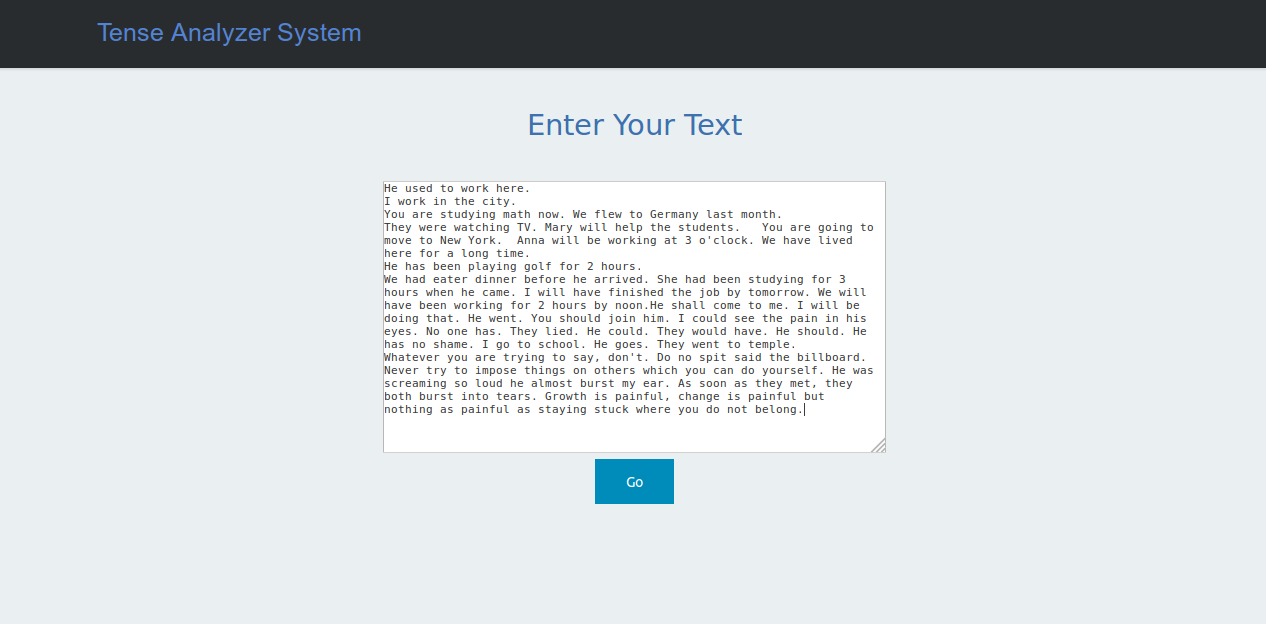 Tense Analyzer System
Enter Your Text
He used to work here.
I work in the city.
You are studying math now. We flew to Germany last month.
They were watching TV. Mary will help the students.   You are going to
move to New York.  Anna will be working at 3 o'clock. We have lived
here for a long time.
He has been playing golf for 2 hours.
We had eater dinner before he arrived. She had been studying for 3
hours when he came. I will have finished the job by tomorrow. We will
have been working for 2 hours by noon.He shall come to me. I will be
doing that. He went. You should join him. I could see the pain in his
eyes. No one has. They lied. He could. They would have. He should. He
has no shame. I go to school. He goes. They went to temple.
Whatever you are trying to say, don't. Do no spit said the billboard.
Never try to impose things on others which you can do yourself. He was
screaming so loud he almost burst my ear. As soon as they met, they
both burst into tears. Growth is painful, change is painful but
nothing as painful as staying stuck where you do not belong.
Go